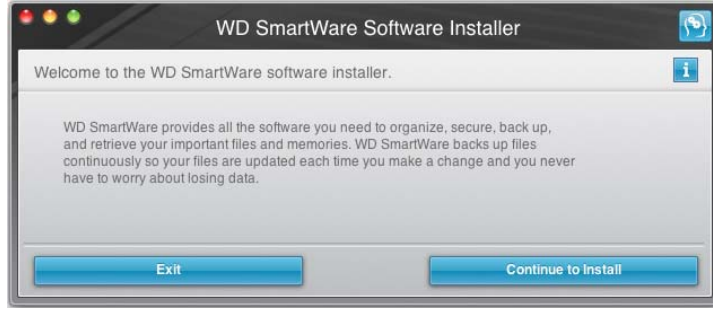 WD SmartWare Software Installer
Welcome to the WD SmartWare software installer.
i
WD SmartWare provides all the software you need to organize, secure, back up,
and retrieve your important files and memories. WD SmartWare backs up files
continuously so your files are updated each time you make a change and you never
have to worry about losing data.
Exit
Continue to Install